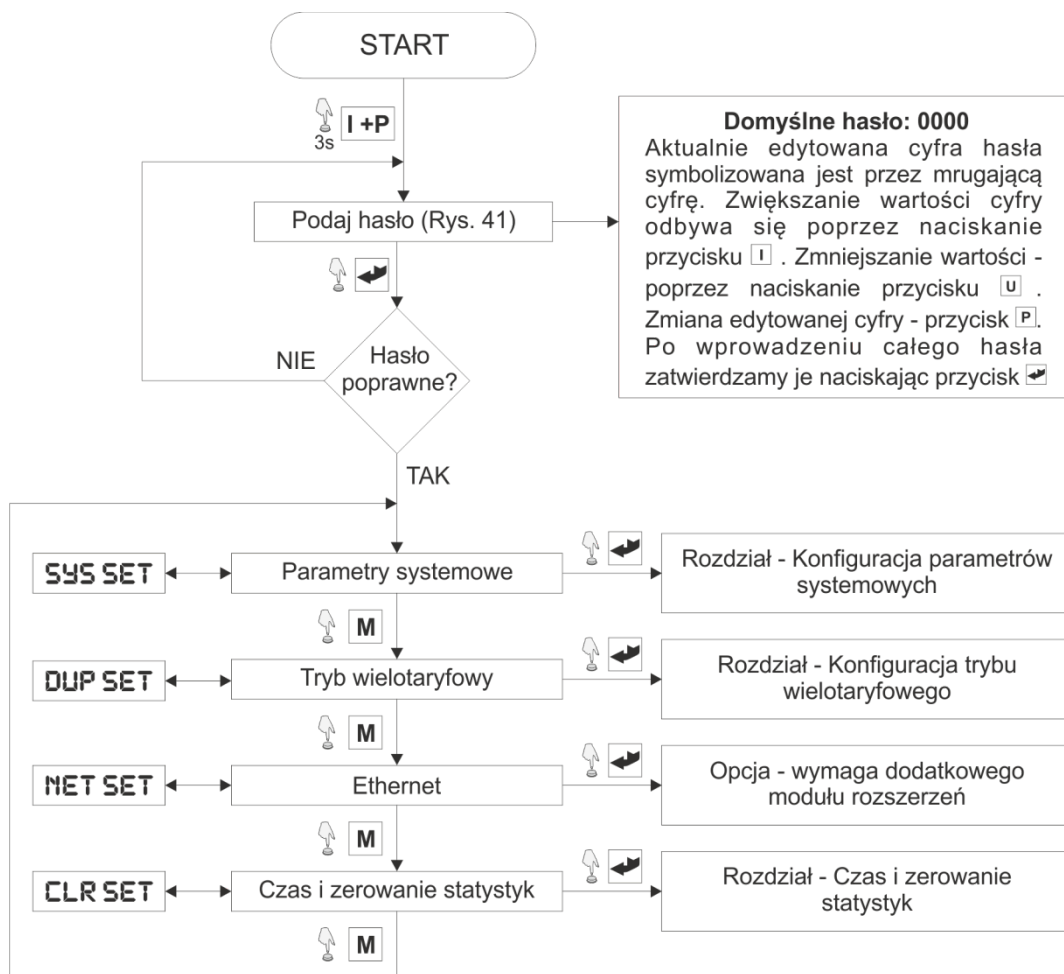 START
I +P
3s
Podaj hasło (Rys. 41)
Domyślne hasło: 0000
Aktualnie edytowana cyfra hasła
symbolizowana jest przez mrugającą
cyfrę. Zwiększanie wartości cyfry
odbywa się poprzez naciskanie
przycisku I . Zmniejszanie wartości -
poprzez naciskanie przycisku U .
Zmiana edytowanej cyfry - przycisk P.
Po wprowadzeniu całego hasła
zatwierdzamy je naciskając przycisk
NIE
Hasło
poprawne?
TAK
SYS SET
Parametry systemowe
Rozdział - Konfiguracja parametrów
systemowych
M
DUP SET
Tryb wielotaryfowy
Rozdział - Konfiguracja trybu
wielotaryfowego
M
NET SET
Ethernet
Opcja - wymaga dodatkowego
modułu rozszerzeń
M
CLR SET
Czas i zerowanie statystyk
Rozdział - Czas i zerowanie
statystyk
M